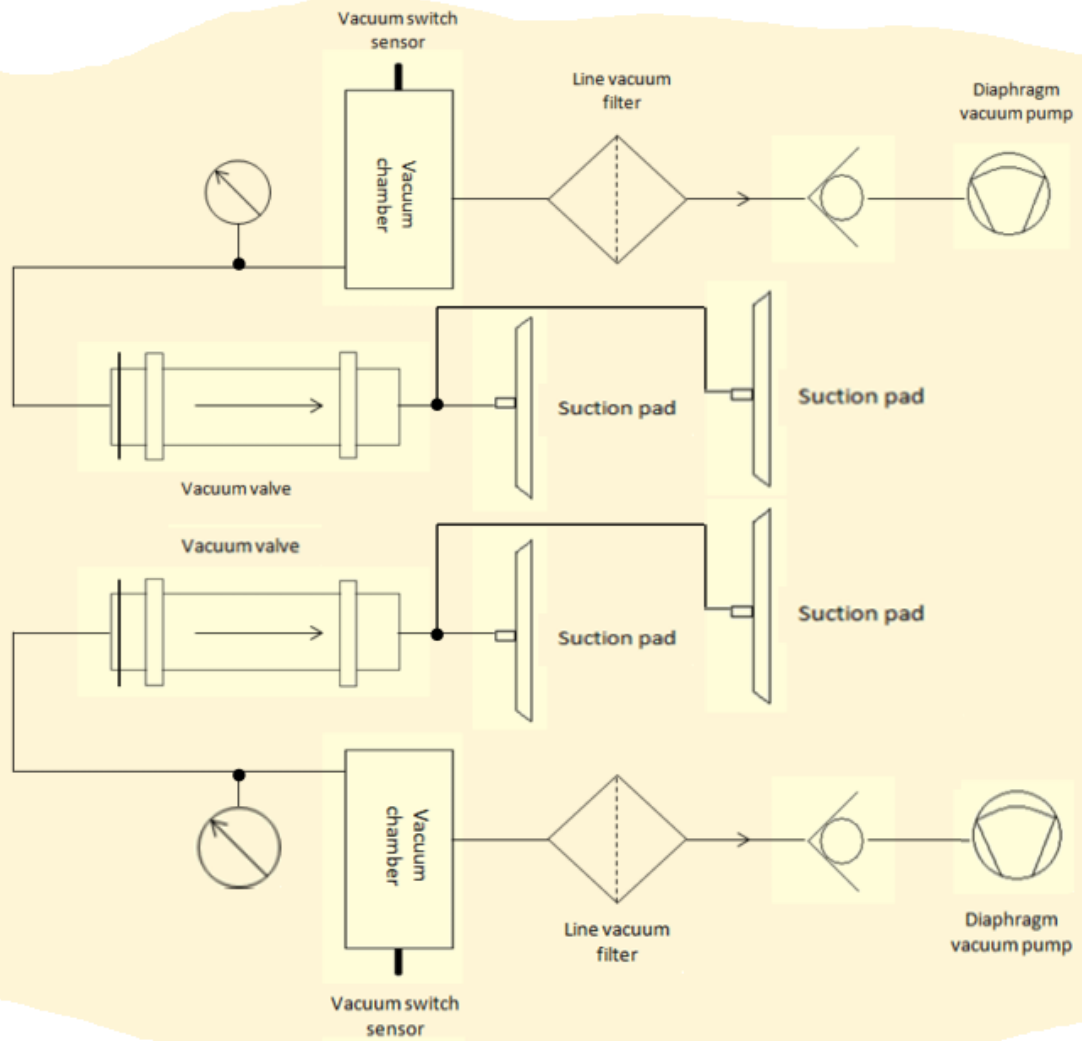 Vacuum switch
sensor
Line vacuum
filter
Diaphragm
vacuum pump
Vacuum
chamber
Suction pad
Suction pad
Vacuum valve
Vacuum valve
Suction pad
Suction pad
Vacuum
chamber
Line vacuum
filter
Diaphragm
vacuum pump
Vacuum switch
sensor